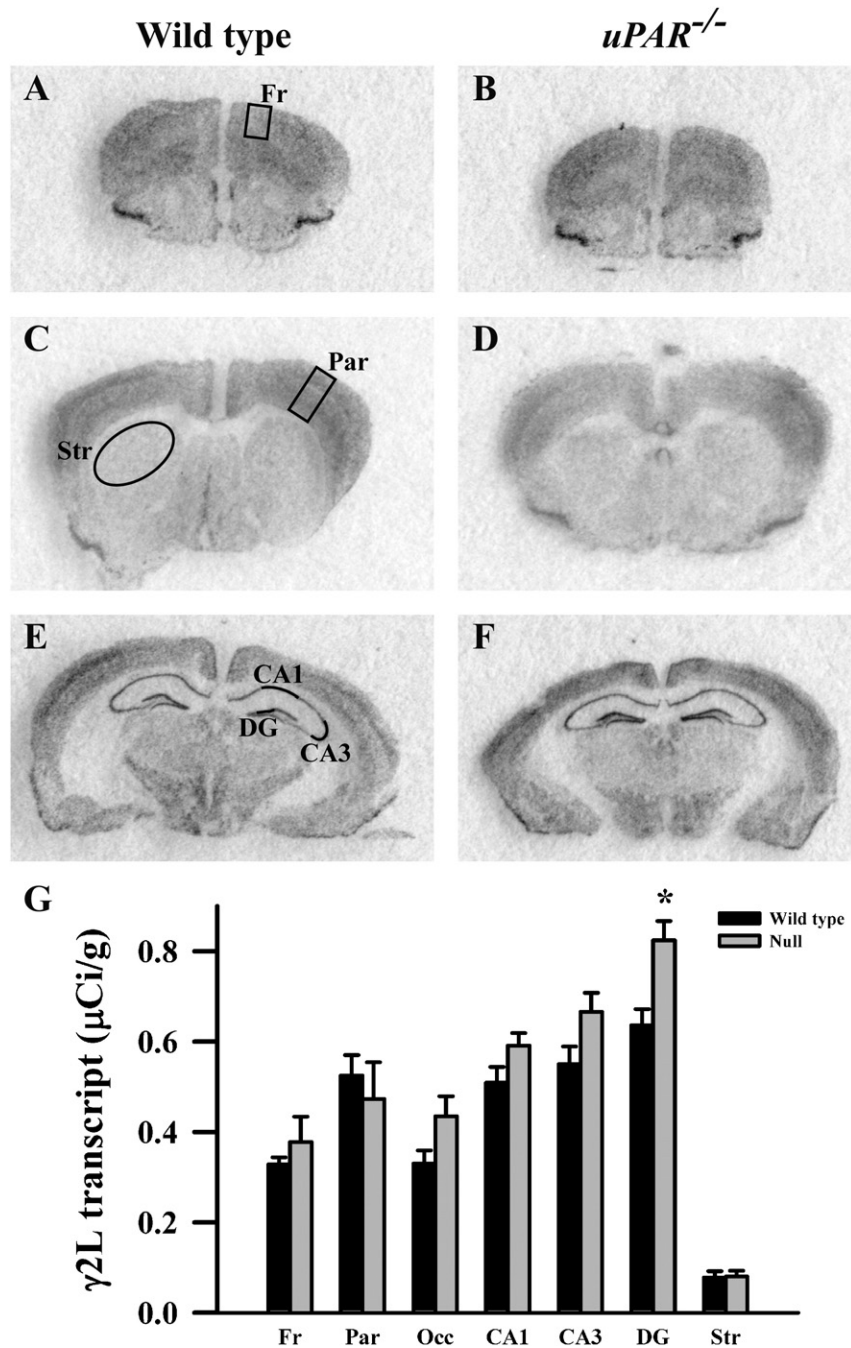 Wild type
uPAR-/-
A
Fr
B
C
Par
Str
D
E
CA1
DG
CA3
F
G
*
Wild type
Null
γ2L transcript (μCi/g)
0.8
0.6
0.4
0.2
0.0
Fr Par Occ CA1 CA3 DG Str